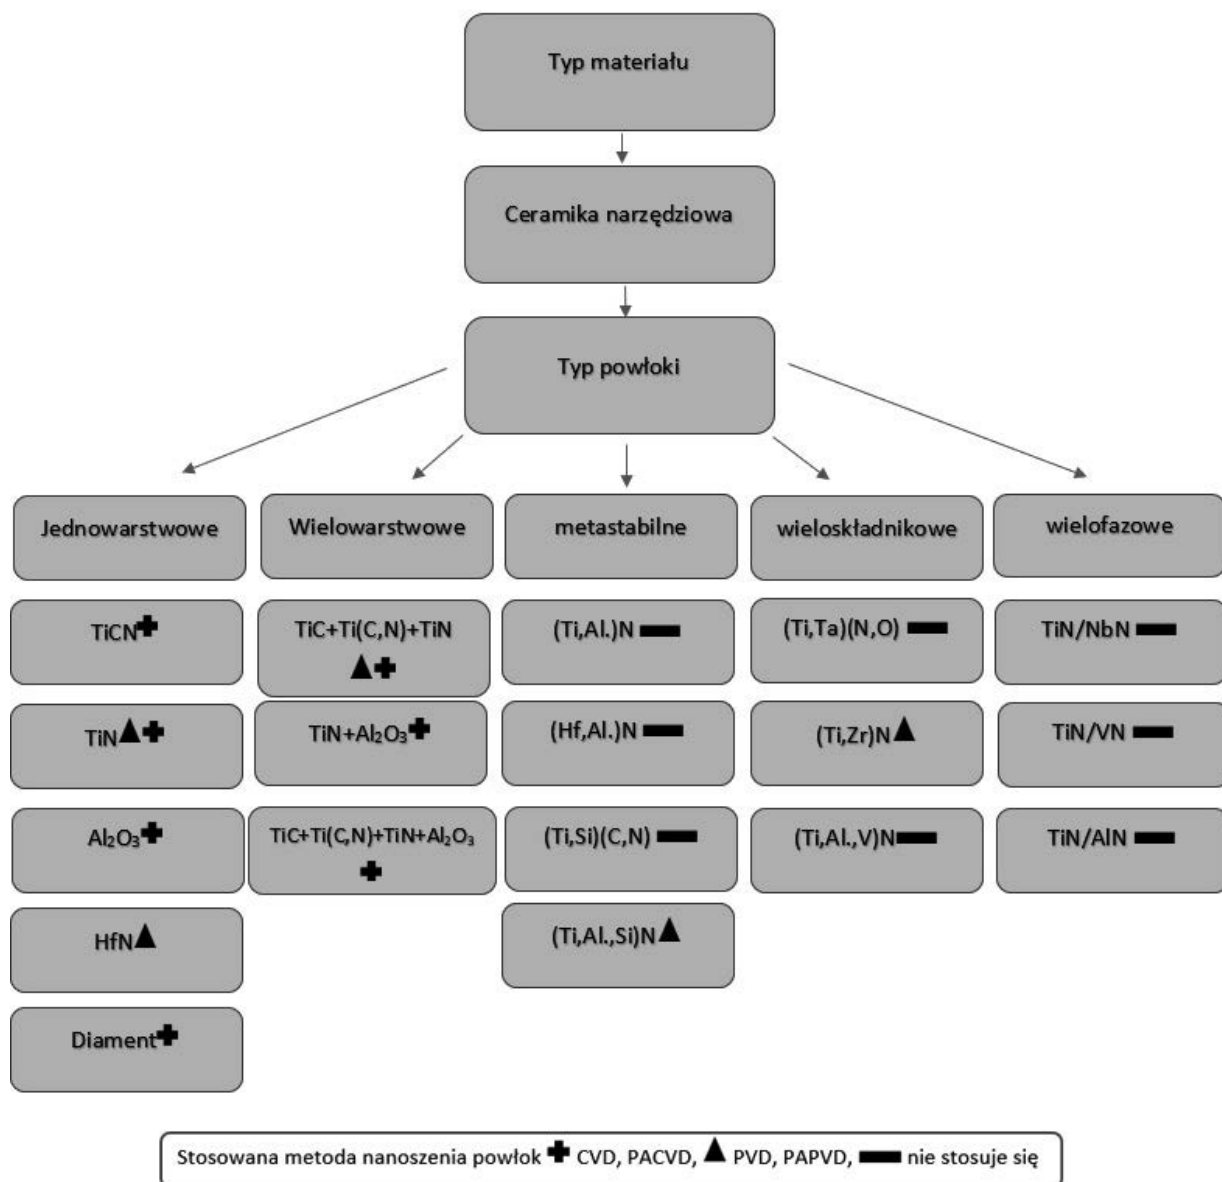 Typ materiału
Ceramika narzędziowa
Typ powłoki
Jednowarstwowe
Wielowarstwowe
metastabilne
wieloskładnikowe
wielofazowe
TiCN
TiC+Ti(C,N)+TiN
(Ti,Al.)N
(Ti,Ta)(N,O)
TiN/NbN
TiN
TiN+Al₂O₃
(Hf,Al.)N
(Ti,Zr)N
TiN/VN
Al₂O₃
TiC+Ti(C,N)+TiN+Al₂O₃
(Ti,Si)(C,N)
(Ti,Al.,V)N
TiN/AlN
HfN
(Ti,Al.,Si)N
Diament
Stosowana metoda nanoszenia powłok CVD, PACVD, PVD, PAPVD, nie stosuje się